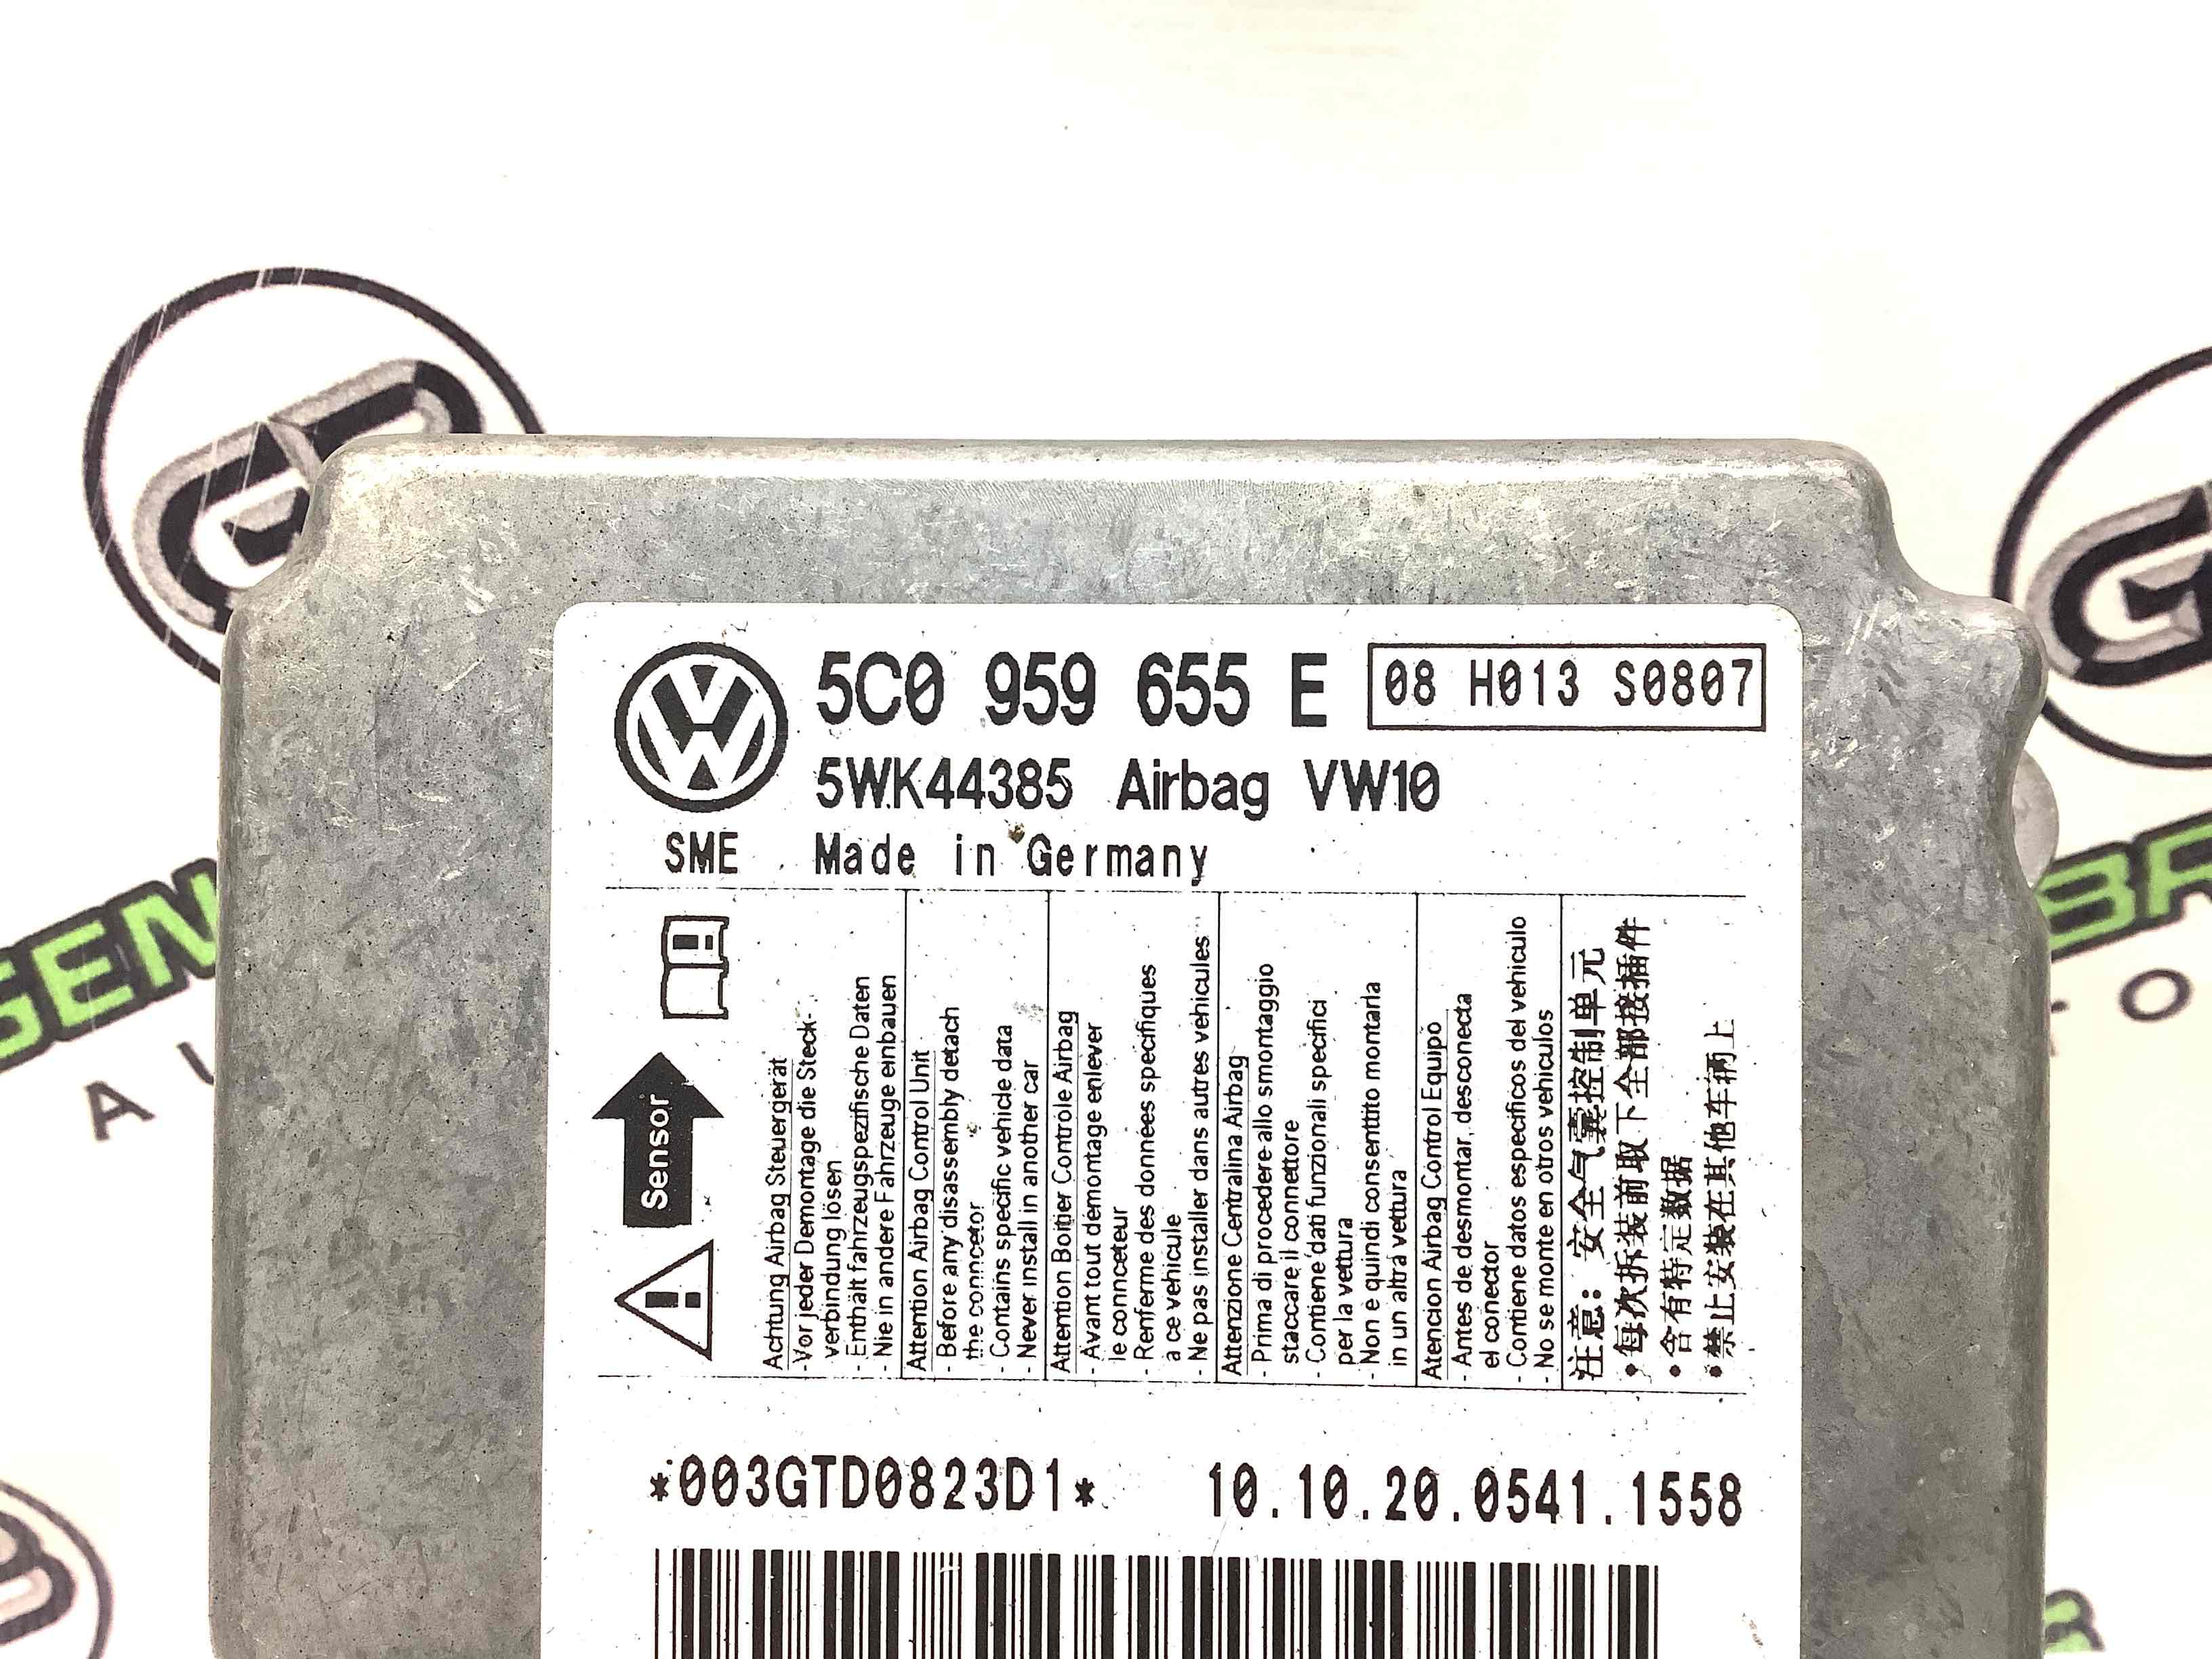 5C0 959 655 E
08 H013 S0807
5WK44385 Airbag VW10
SME Made in Germany
Sensor
Achtung Airbag Steuergerät
- Vor jeder Demontage die Steck-
verbindung lösen
- Enthält fahrzeugspezifische Daten
- Nie in andere Fahrzeuge einbauen
Attention Airbag Control Unit
- Before any disassembly detach
the conncetor
- Contains specific vehicle data
- Never install in another car
Attention Boitier Controle Airbag
- Avant tout demontage enlever
le connceteur
- Renferme des données specifiques
a ce vehicule
- Ne pas installer dans autres vehicules
Attenzione Centralina Airbag
- Prima di procedere allo smontaggio
staccare il connettore
- Contiene dati funzionali specifici
per la vettura
- Non è quindi consentito montaria
in un altra vettura
Atencion Airbag Control Equipo
- Antes de desmontar, desconecta
el conector
- Contiene datos especificos del vehiculo
- No se monte en otros vehiculos
注意：安全气囊控制单元
•每次拆装前取下全部接插件
•含有特定数据
•禁止安装在其他车辆上
*003GTD0823D1* 10.10.20.0541.1558